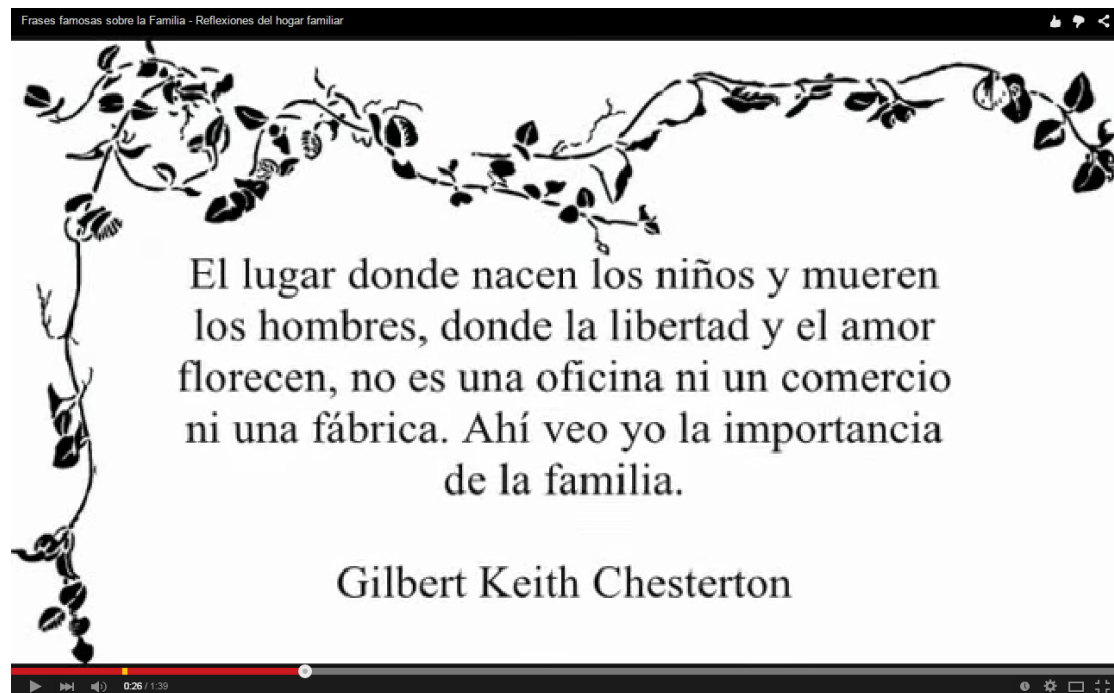 Frases famosas sobre la Familia - Reflexiones del hogar familiar
El lugar donde nacen los niños y mueren
los hombres, donde la libertad y el amor
florecen, no es una oficina ni un comercio
ni una fábrica. Ahí veo yo la importancia
de la familia.
Gilbert Keith Chesterton
0:26 / 1:39